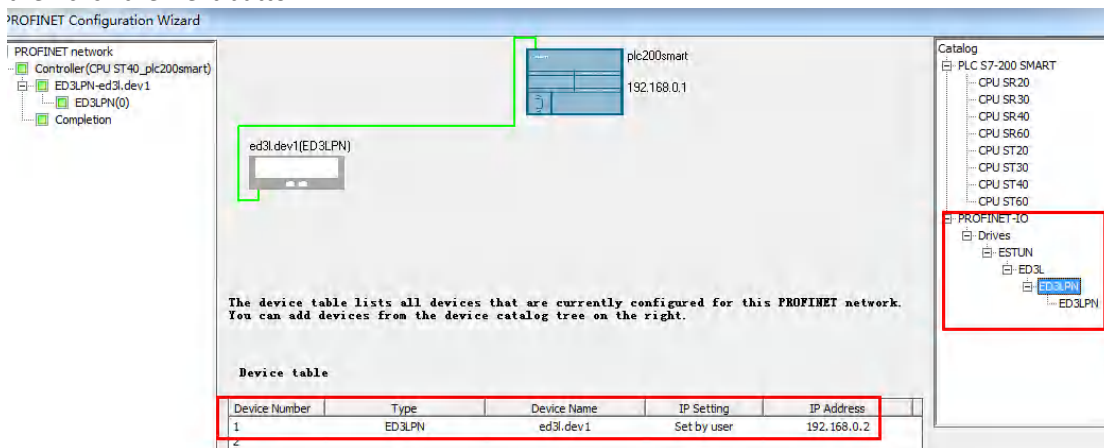 PROFINET Configuration Wizard
PROFINET network
Controller(CPU ST40_plc200smart)
ED3LPN-ed3l.dev1
ED3LPN(0)
Completion
plc200smart
192.168.0.1
ed3l.dev1(ED3LPN)
The device table lists all devices that are currently configured for this PROFINET network.
You can add devices from the device catalog tree on the right.
Device table
Device Number Type Device Name IP Setting IP Address
1 ED3LPN ed3l.dev1 Set by user 192.168.0.2
2
Catalog
PLC S7-200 SMART
CPU SR20
CPU SR30
CPU SR40
CPU SR60
CPU ST20
CPU ST30
CPU ST40
CPU ST60
PROFINET-IO
Drives
ESTUN
ED3L
ED3LPN
ED3LPN